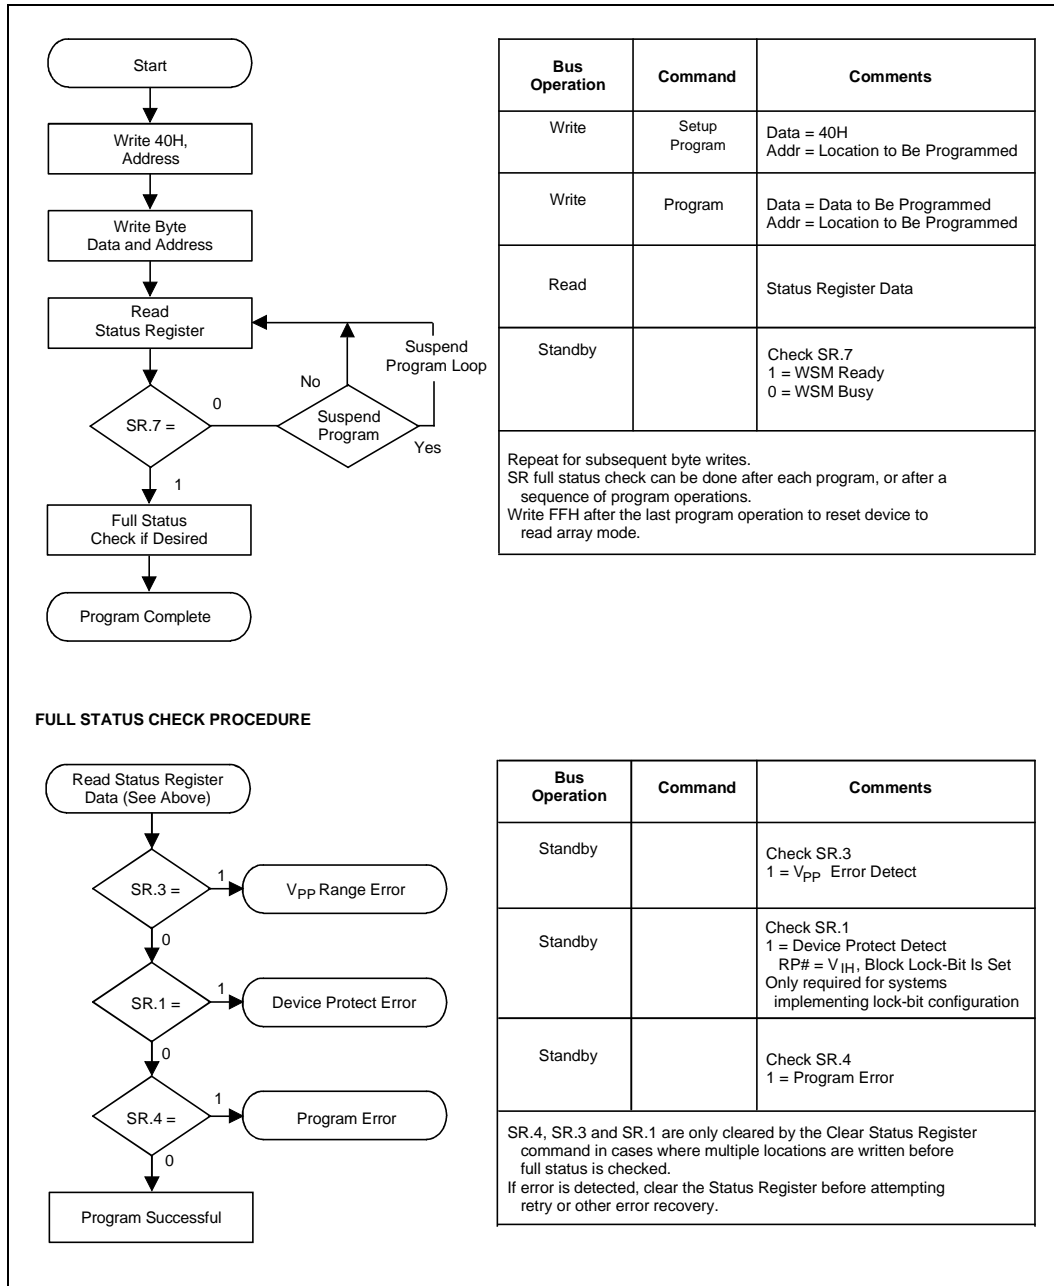 Start
Write 40H,
Address
Write Byte
Data and Address
Read
Status Register
SR.7 =
0
1
No
Suspend
Program
Yes
Suspend
Program Loop
Full Status
Check if Desired
Program Complete
Bus
Operation
Command
Comments
Write
Setup
Program
Data = 40H
Addr = Location to Be Programmed
Write
Program
Data = Data to Be Programmed
Addr = Location to Be Programmed
Read
Status Register Data
Standby
Check SR.7
1 = WSM Ready
0 = WSM Busy
Repeat for subsequent byte writes.
SR full status check can be done after each program, or after a
sequence of program operations.
Write FFH after the last program operation to reset device to
read array mode.
FULL STATUS CHECK PROCEDURE
Read Status Register
Data (See Above)
SR.3 =
1
VPP Range Error
0
SR.1 =
1
Device Protect Error
0
SR.4 =
1
Program Error
0
Program Successful
Bus
Operation
Command
Comments
Standby
Check SR.3
1 = VPP Error Detect
Standby
Check SR.1
1 = Device Protect Detect
RP# = VIH, Block Lock-Bit Is Set
Only required for systems
implementing lock-bit configuration
Standby
Check SR.4
1 = Program Error
SR.4, SR.3 and SR.1 are only cleared by the Clear Status Register
command in cases where multiple locations are written before
full status is checked.
If error is detected, clear the Status Register before attempting
retry or other error recovery.